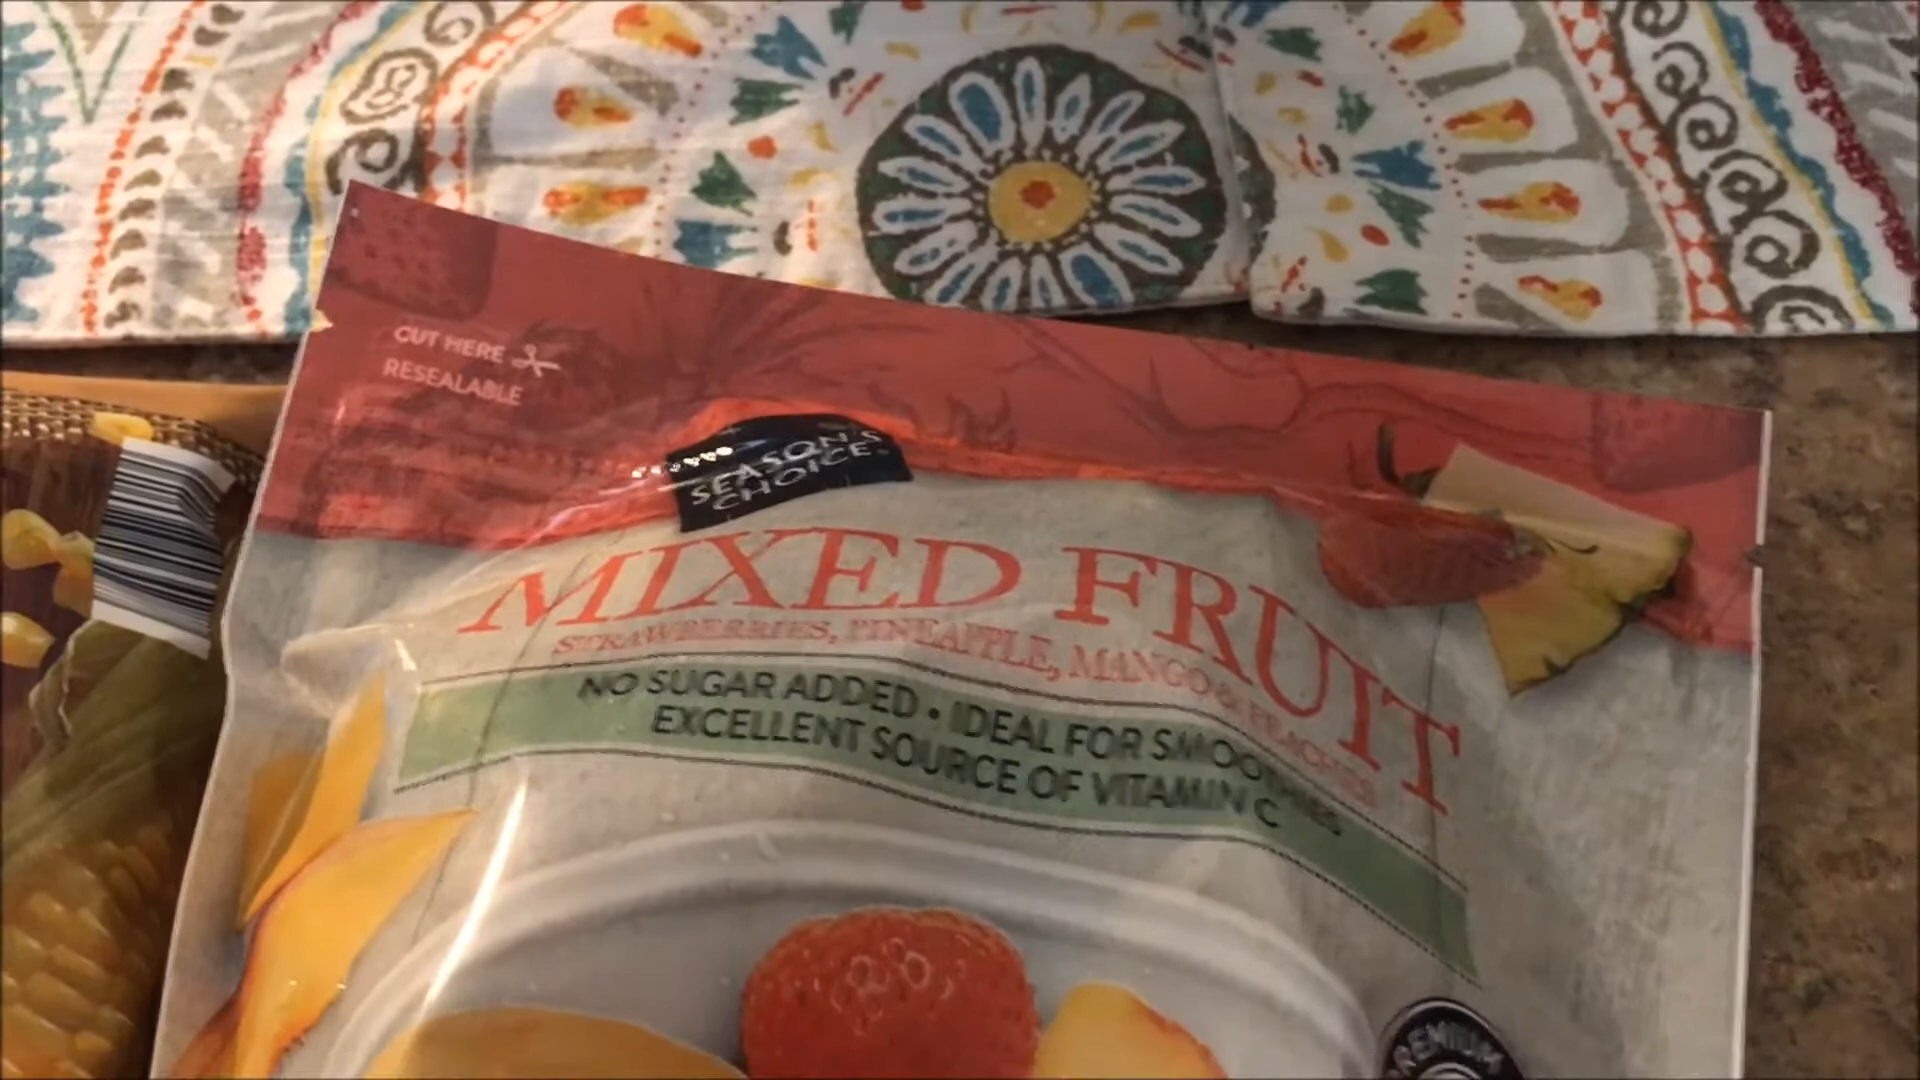 CUT HERE
RESEALABLE
SEASON'S
CHOICE
MIXED FRUIT
STRAWBERRIES, PINEAPPLE, MANGO & PEACHES
NO SUGAR ADDED • IDEAL FOR SMOOTHIES
EXCELLENT SOURCE OF VITAMIN C
PREMIUM